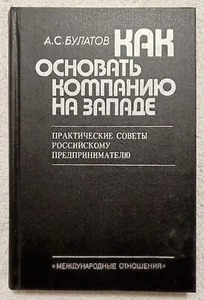 А.С.БУЛАТОВ КАК
ОСНОВАТЬ
КОМПАНИЮ
НА ЗАПАДЕ
ПРАКТИЧЕСКИЕ СОВЕТЫ
РОССИЙСКОМУ
ПРЕДПРИНИМАТЕЛЮ
«МЕЖДУНАРОДНЫЕ ОТНОШЕНИЯ»